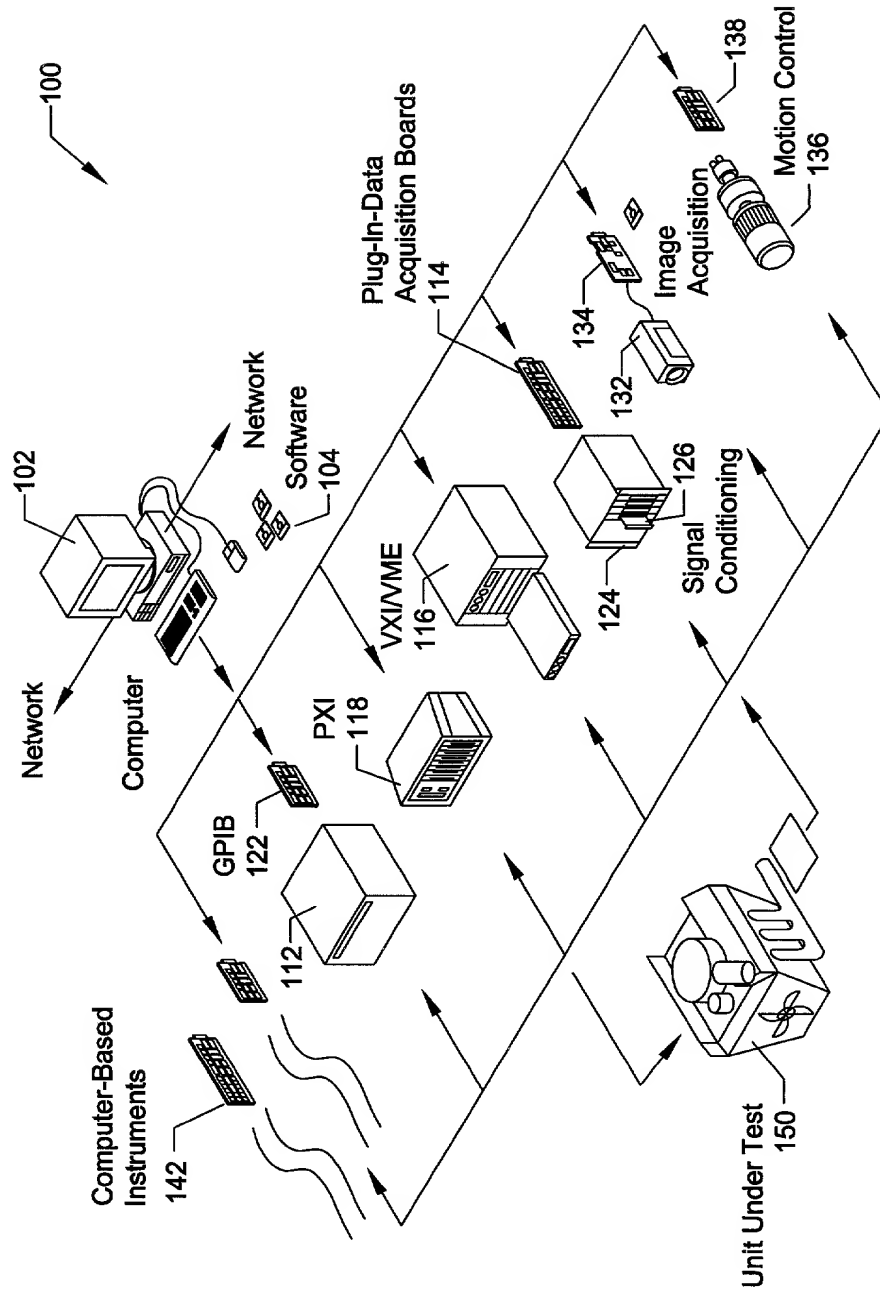 100
102
Network
Network
Computer
Software
104
Computer-Based
Instruments
142
GPIB
122
112
PXI
118
VXI/VME
116
Plug-In-Data
Acquisition Boards
114
124
126
Signal
Conditioning
134
132
Image
Acquisition
138
Motion Control
136
Unit Under Test
150